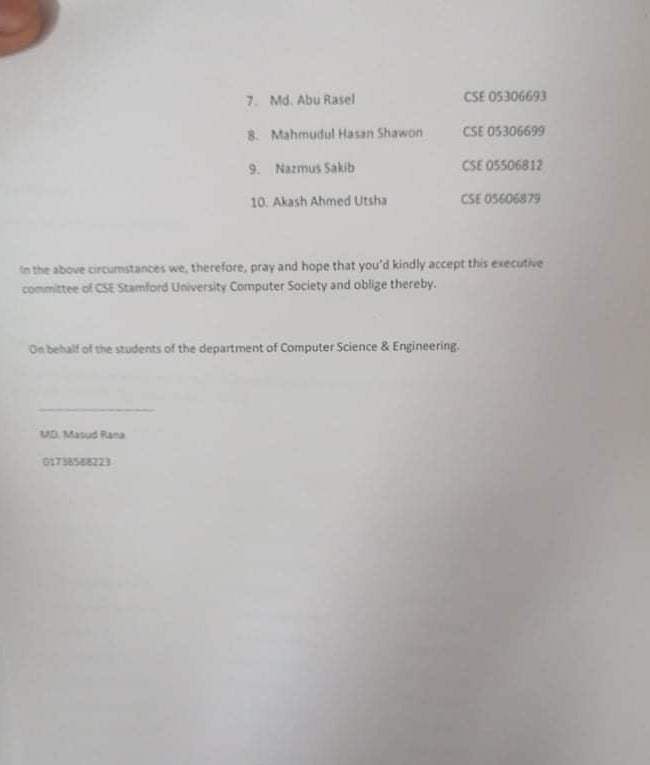 7. Md. Abu Rasel CSE 05306693
8. Mahmudul Hasan Shawon CSE 05306699
9. Nazmus Sakib CSE 05506812
10. Akash Ahmed Utsha CSE 05606879
In the above circumstances we, therefore, pray and hope that you'd kindly accept this executive
committee of CSE Stamford University Computer Society and oblige thereby.
On behalf of the students of the department of Computer Science & Engineering.
MD. Masud Rana
01738588223